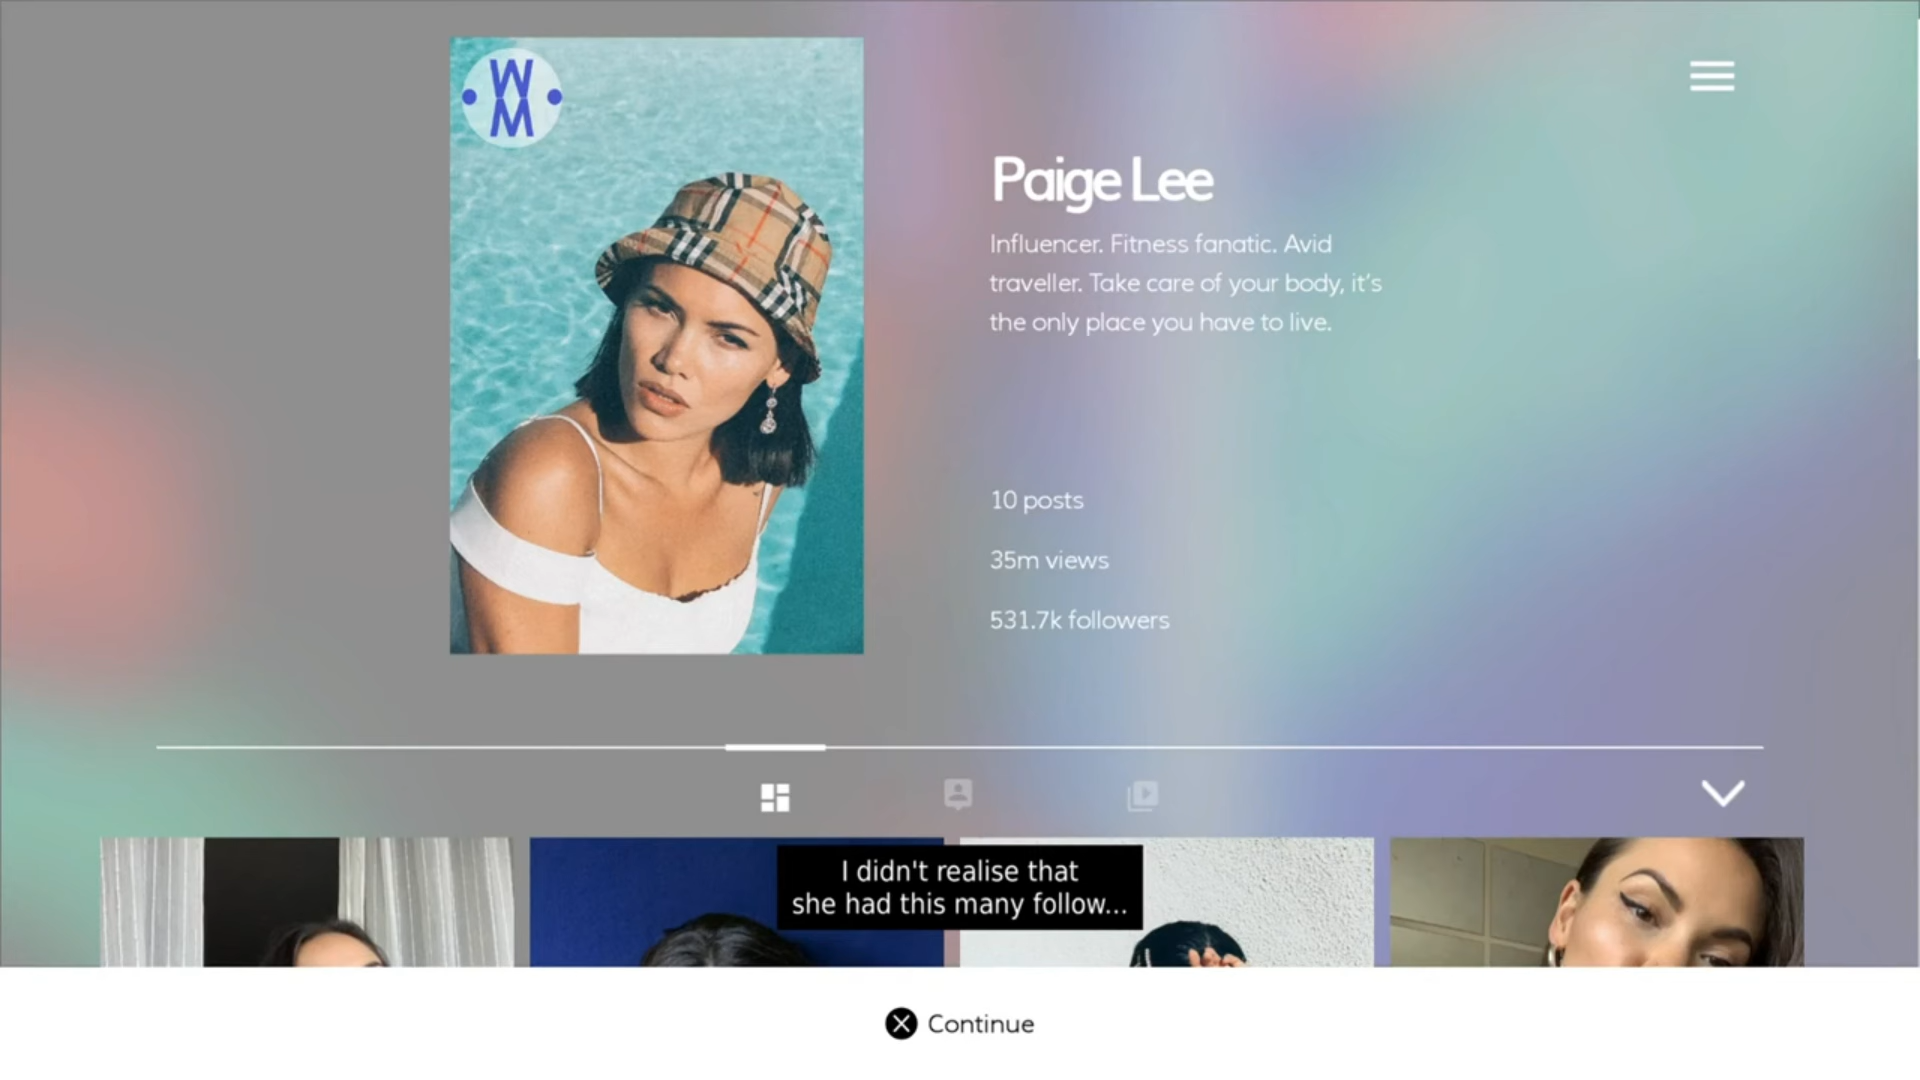 W
M
Paige Lee
Influencer. Fitness fanatic. Avid
traveller. Take care of your body, it's
the only place you have to live.
10 posts
35m views
531.7k followers
I didn't realise that
she had this many follow...
Continue